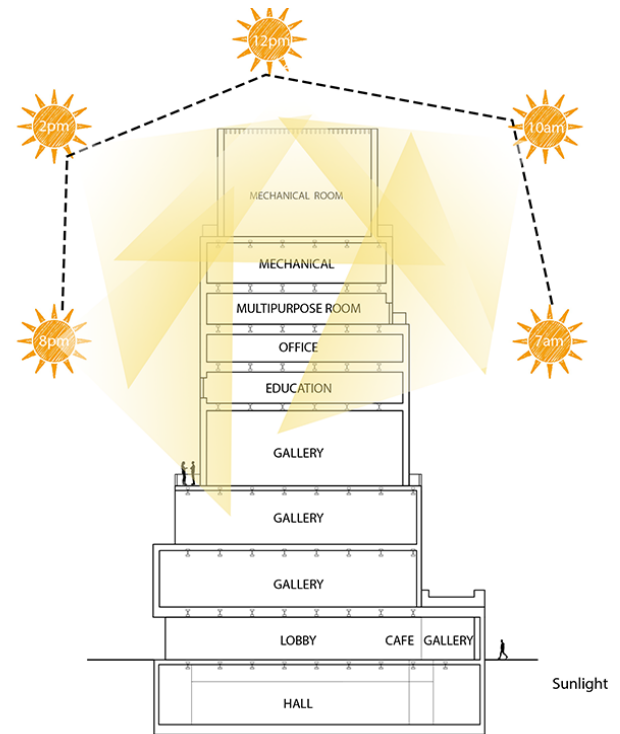 12pm
2pm
10am
MECHANICAL ROOM
MECHANICAL
MULTIPURPOSE ROOM
8pm
7am
OFFICE
EDUCATION
GALLERY
GALLERY
GALLERY
LOBBY CAFE GALLERY
Sunlight
HALL